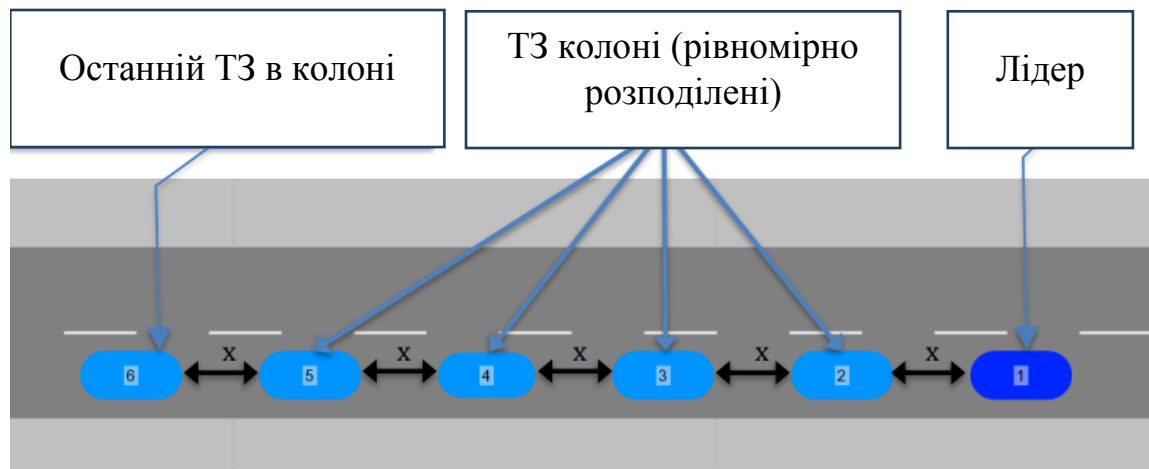 Останній ТЗ в колоні
ТЗ колоні (рівномірно
розподілені)
Лідер
x x x x x
6 5 4 3 2 1